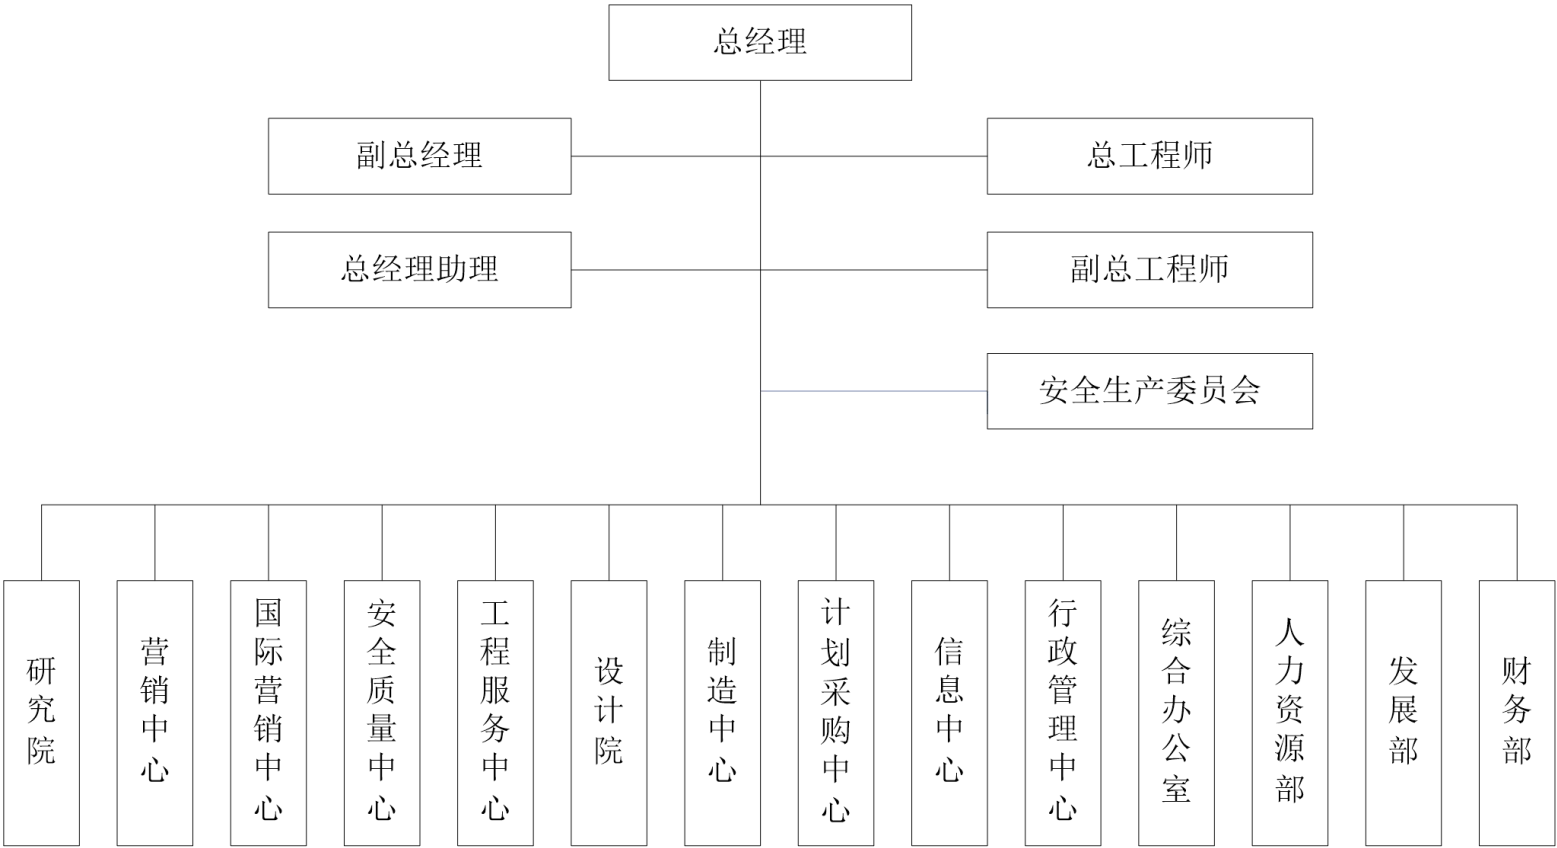 总经理
副总经理
总工程师
总经理助理
副总工程师
安全生产委员会
研究院
营销中心
国际营销中心
安全质量中心
工程服务中心
设计院
制造中心
计划采购中心
信息中心
行政管理中心
综合办公室
人力资源部
发展部
财务部